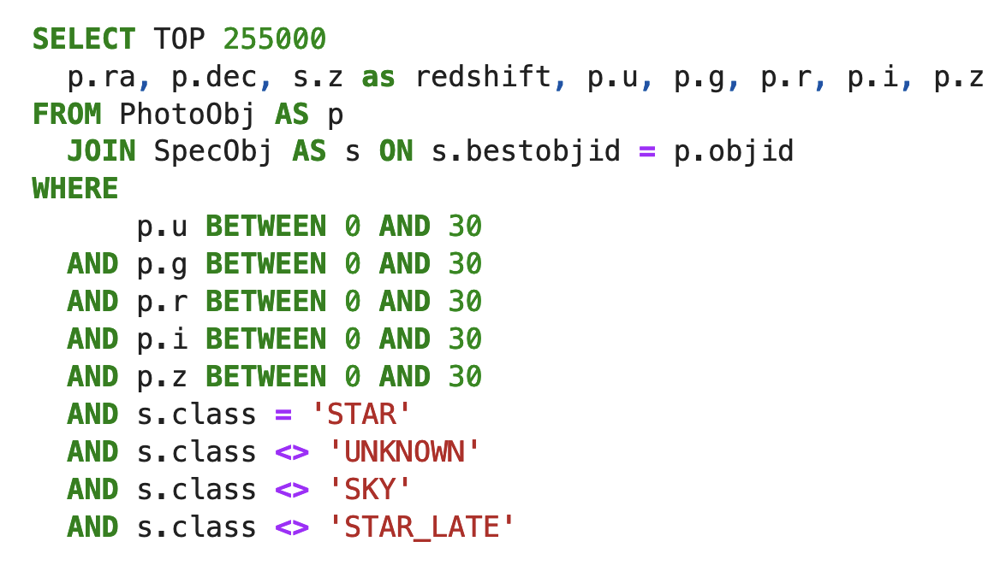 SELECT TOP 255000
p.ra, p.dec, s.z as redshift, p.u, p.g, p.r, p.i, p.z
FROM PhotoObj AS p
JOIN SpecObj AS s ON s.bestobjid = p.objid
WHERE
p.u BETWEEN 0 AND 30
AND p.g BETWEEN 0 AND 30
AND p.r BETWEEN 0 AND 30
AND p.i BETWEEN 0 AND 30
AND p.z BETWEEN 0 AND 30
AND s.class = 'STAR'
AND s.class <> 'UNKNOWN'
AND s.class <> 'SKY'
AND s.class <> 'STAR_LATE'